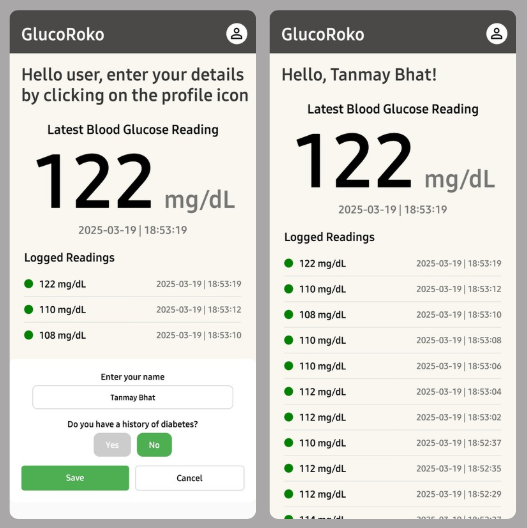 GlucoRoko
Hello user, enter your details
by clicking on the profile icon
Latest Blood Glucose Reading
122 mg/dL
2025-03-19 | 18:53:19
Logged Readings
122 mg/dL 2025-03-19 | 18:53:19
110 mg/dL 2025-03-19 | 18:53:12
108 mg/dL 2025-03-19 | 18:53:10
Enter your name
Tanmay Bhat
Do you have a history of diabetes?
Yes No
Save Cancel
GlucoRoko
Hello, Tanmay Bhat!
Latest Blood Glucose Reading
122 mg/dL
2025-03-19 | 18:53:19
Logged Readings
122 mg/dL 2025-03-19 | 18:53:19
110 mg/dL 2025-03-19 | 18:53:12
108 mg/dL 2025-03-19 | 18:53:10
110 mg/dL 2025-03-19 | 18:53:08
110 mg/dL 2025-03-19 | 18:53:06
112 mg/dL 2025-03-19 | 18:53:04
112 mg/dL 2025-03-19 | 18:53:02
110 mg/dL 2025-03-19 | 18:52:37
112 mg/dL 2025-03-19 | 18:52:35
112 mg/dL 2025-03-19 | 18:52:29